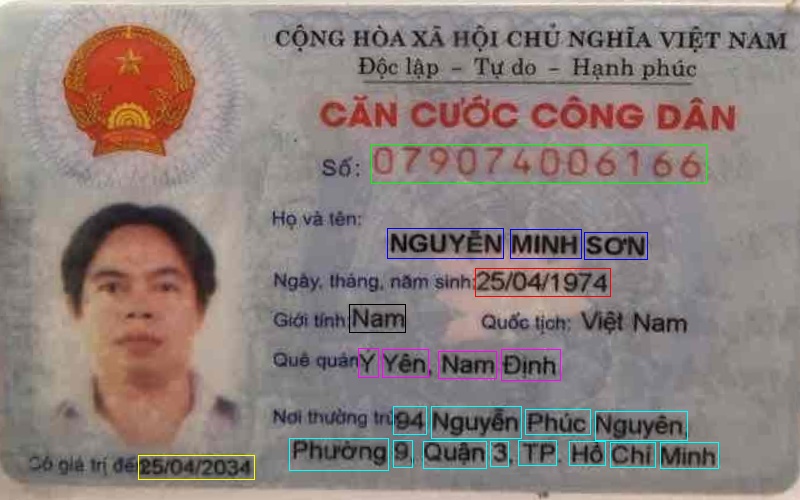 CỘNG HÒA XÃ HỘI CHỦ NGHĨA VIỆT NAM
Độc lập – Tự do – Hạnh phúc
CĂN CƯỚC CÔNG DÂN
Số: 079074006166
Họ và tên:
NGUYỄN MINH SƠN
Ngày, tháng, năm sinh: 25/04/1974
Giới tính: Nam Quốc tịch: Việt Nam
Quê quán: Ý Yên, Nam Định
Nơi thường trú: 94 Nguyễn Phúc Nguyên,
Phường 9, Quận 3, TP. Hồ Chí Minh
Có giá trị đến: 25/04/2034